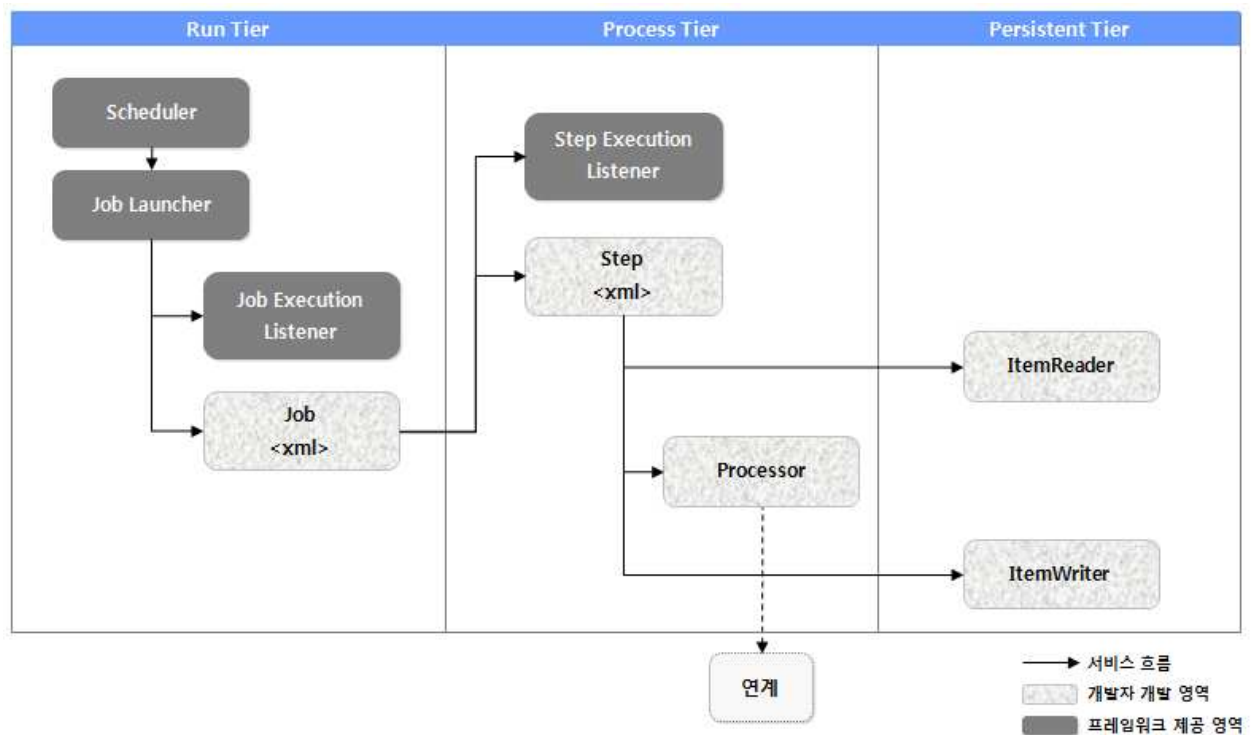 Run Tier
Process Tier
Persistent Tier
Scheduler
Job Launcher
Job Execution
Listener
Job
<xml>
Step Execution
Listener
Step
<xml>
Processor
ItemReader
ItemWriter
연계
서비스 흐름
개발자 개발 영역
프레임워크 제공 영역